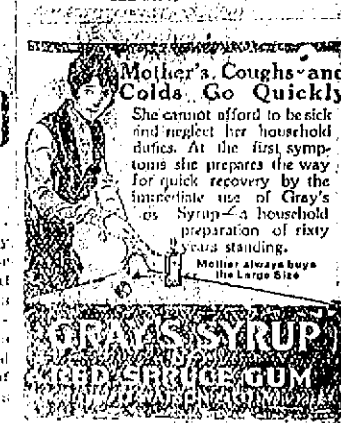 Mother's Coughs and
Colds Go Quickly
She cannot afford to be sick
and neglect her household
duties. At the first symp-
toms she prepares the way
for quick recovery by the
immediate use of Gray's
Syrup—a household
preparation of sixty
years standing.
Mother always buys
the Large Size
GRAY'S SYRUP
OF
RED SPRUCE GUM